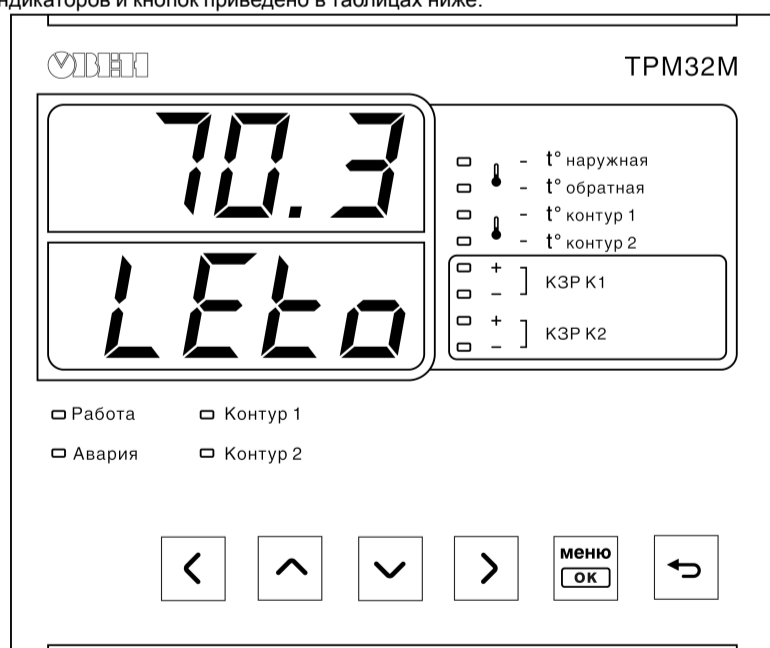 ндикаторов и кнопок приведено в таблицах ниже.
ОВЕН
ТРМ32М
70.3
LEto
t° наружная
t° обратная
t° контур 1
t° контур 2
+
−
КЗР К1
+
−
КЗР К2
Работа
Контур 1
Авария
Контур 2
меню
ОК